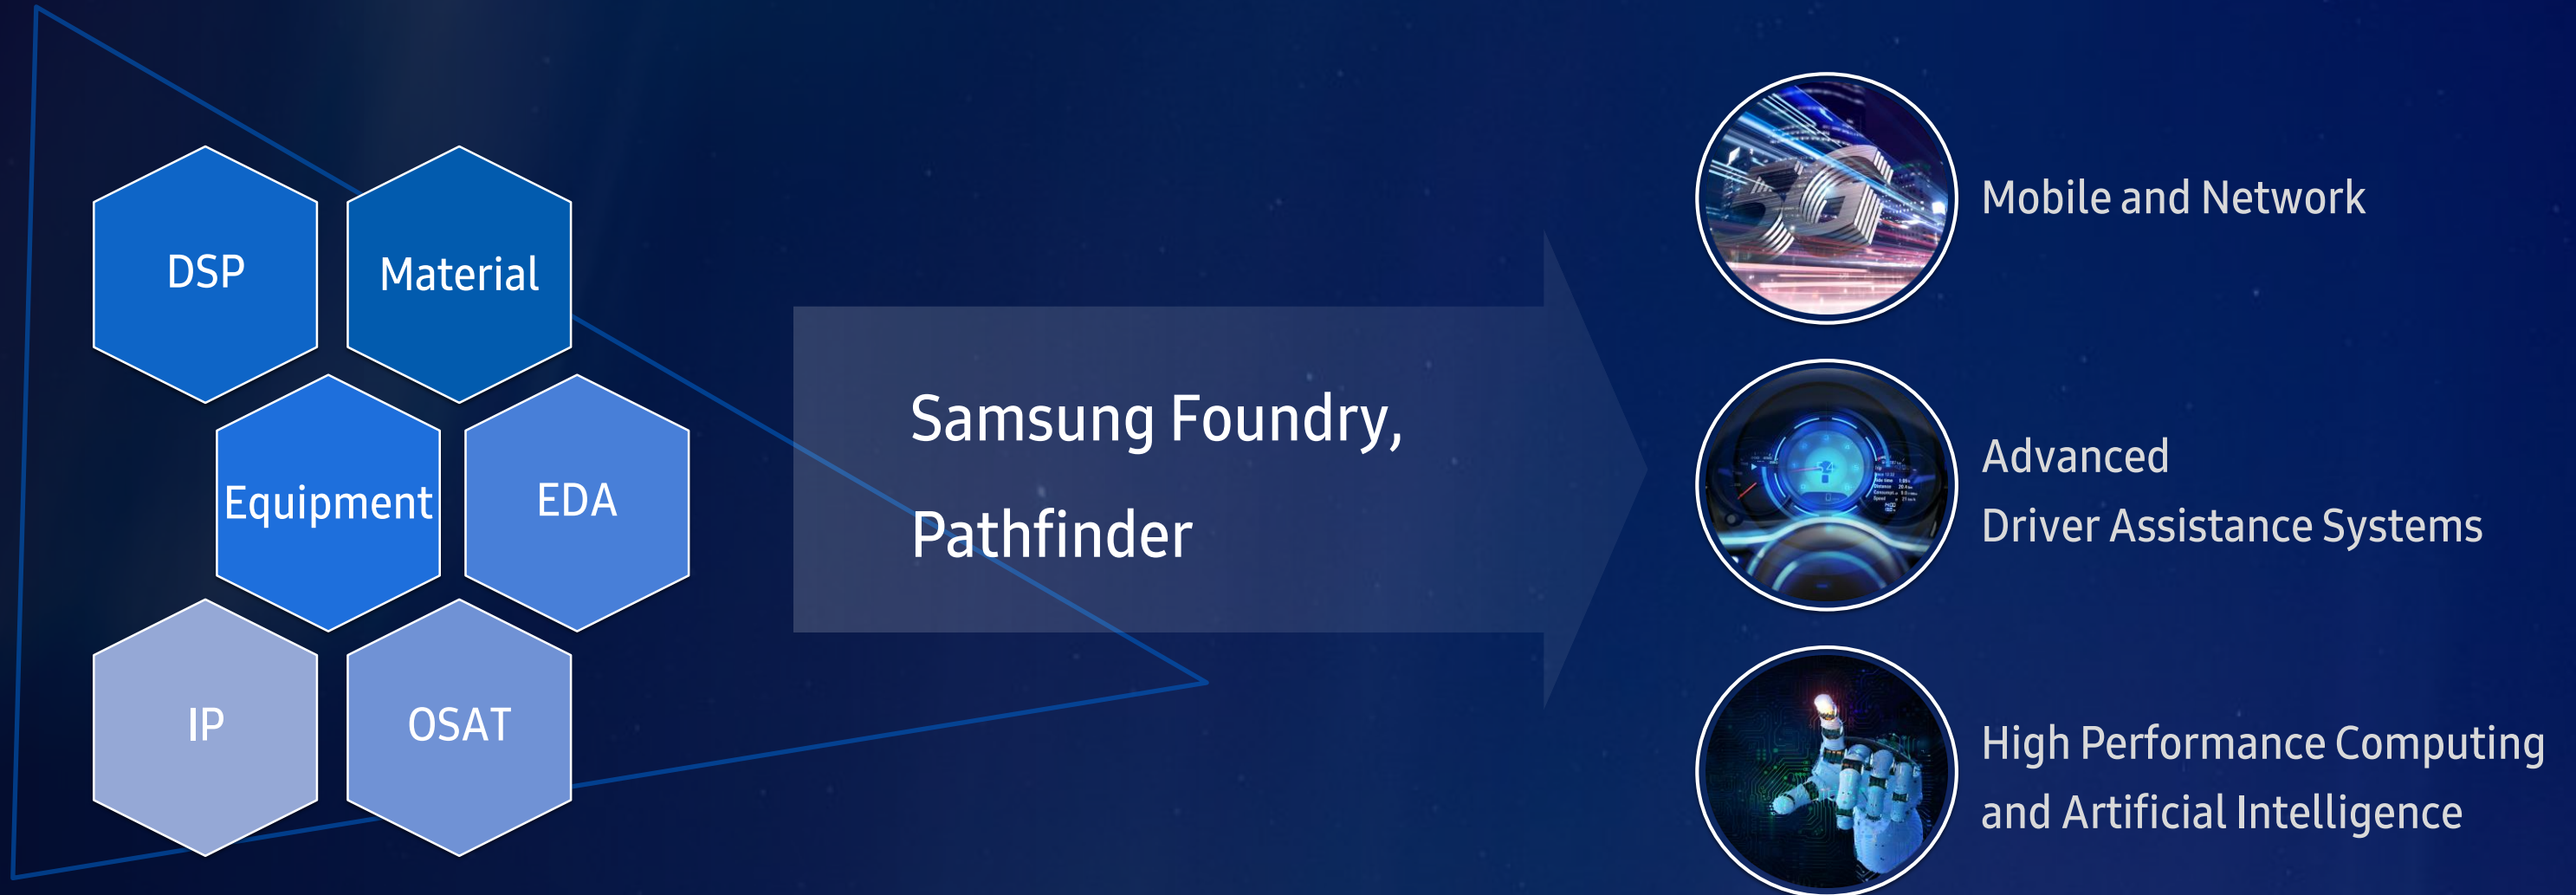 DSP
Material
Equipment
EDA
IP
OSAT
Samsung Foundry,
Pathfinder
5G
Mobile and Network
Advanced
Driver Assistance Systems
High Performance Computing
and Artificial Intelligence